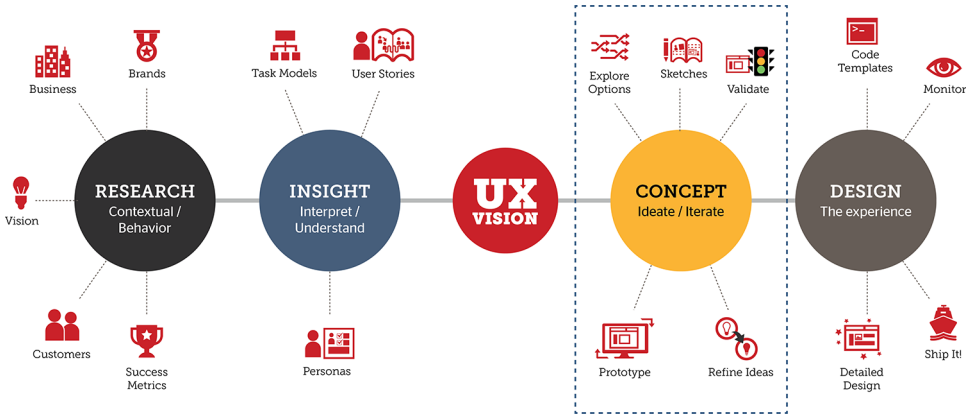 Business
Brands
Vision
RESEARCH
Contextual /
Behavior
Customers
Success
Metrics
Task Models
User Stories
INSIGHT
Interpret /
Understand
Personas
UX
VISION
Explore
Options
Sketches
Validate
CONCEPT
Ideate / Iterate
Prototype
Refine Ideas
Code
Templates
Monitor
DESIGN
The experience
Detailed
Design
Ship It!